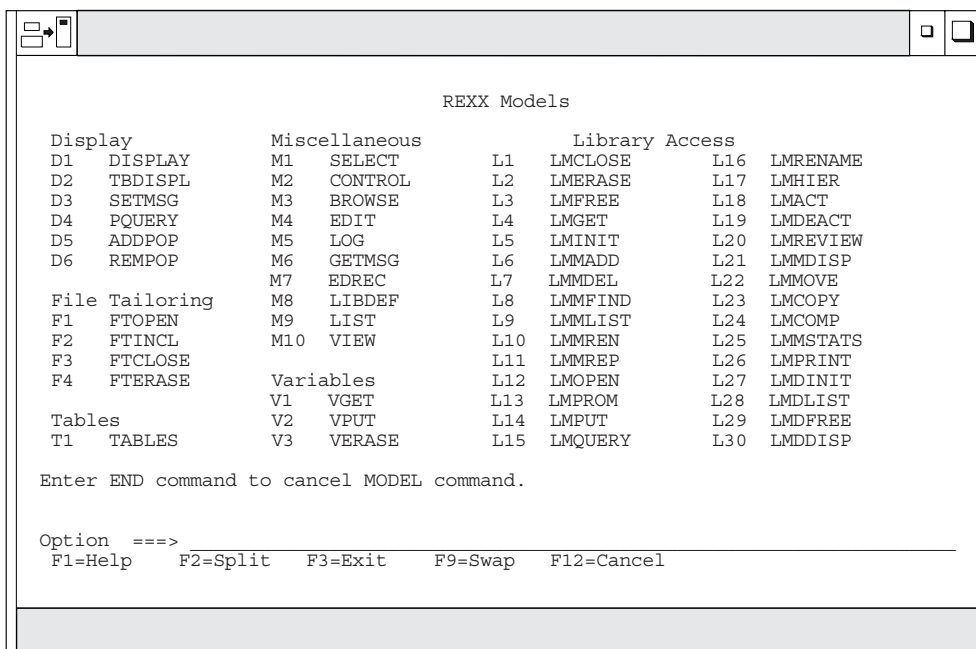 REXX Models
Display Miscellaneous Library Access
D1 DISPLAY M1 SELECT L1 LMCLOSE L16 LMRENAME
D2 TBDISPL M2 CONTROL L2 LMERASE L17 LMHIER
D3 SETMSG M3 BROWSE L3 LMFREE L18 LMACT
D4 PQUERY M4 EDIT L4 LMGET L19 LMDEACT
D5 ADDPOP M5 LOG L5 LMINIT L20 LMREVIEW
D6 REMPOP M6 GETMSG L6 LMMADD L21 LMMDISP
M7 EDREC L7 LMMDEL L22 LMMOVE
File Tailoring M8 LIBDEF L8 LMMFIND L23 LMCOPY
F1 FTOPEN M9 LIST L9 LMMLIST L24 LMCOMP
F2 FTINCL M10 VIEW L10 LMMREN L25 LMMSTATS
F3 FTCLOSE L11 LMMREP L26 LMPRINT
F4 FTERASE Variables L12 LMOPEN L27 LMDINIT
V1 VGET L13 LMPROM L28 LMDLIST
Tables V2 VPUT L14 LMPUT L29 LMDFREE
T1 TABLES V3 VERASE L15 LMQUERY L30 LMDDISP
Enter END command to cancel MODEL command.
Option ===>
F1=Help F2=Split F3=Exit F9=Swap F12=Cancel